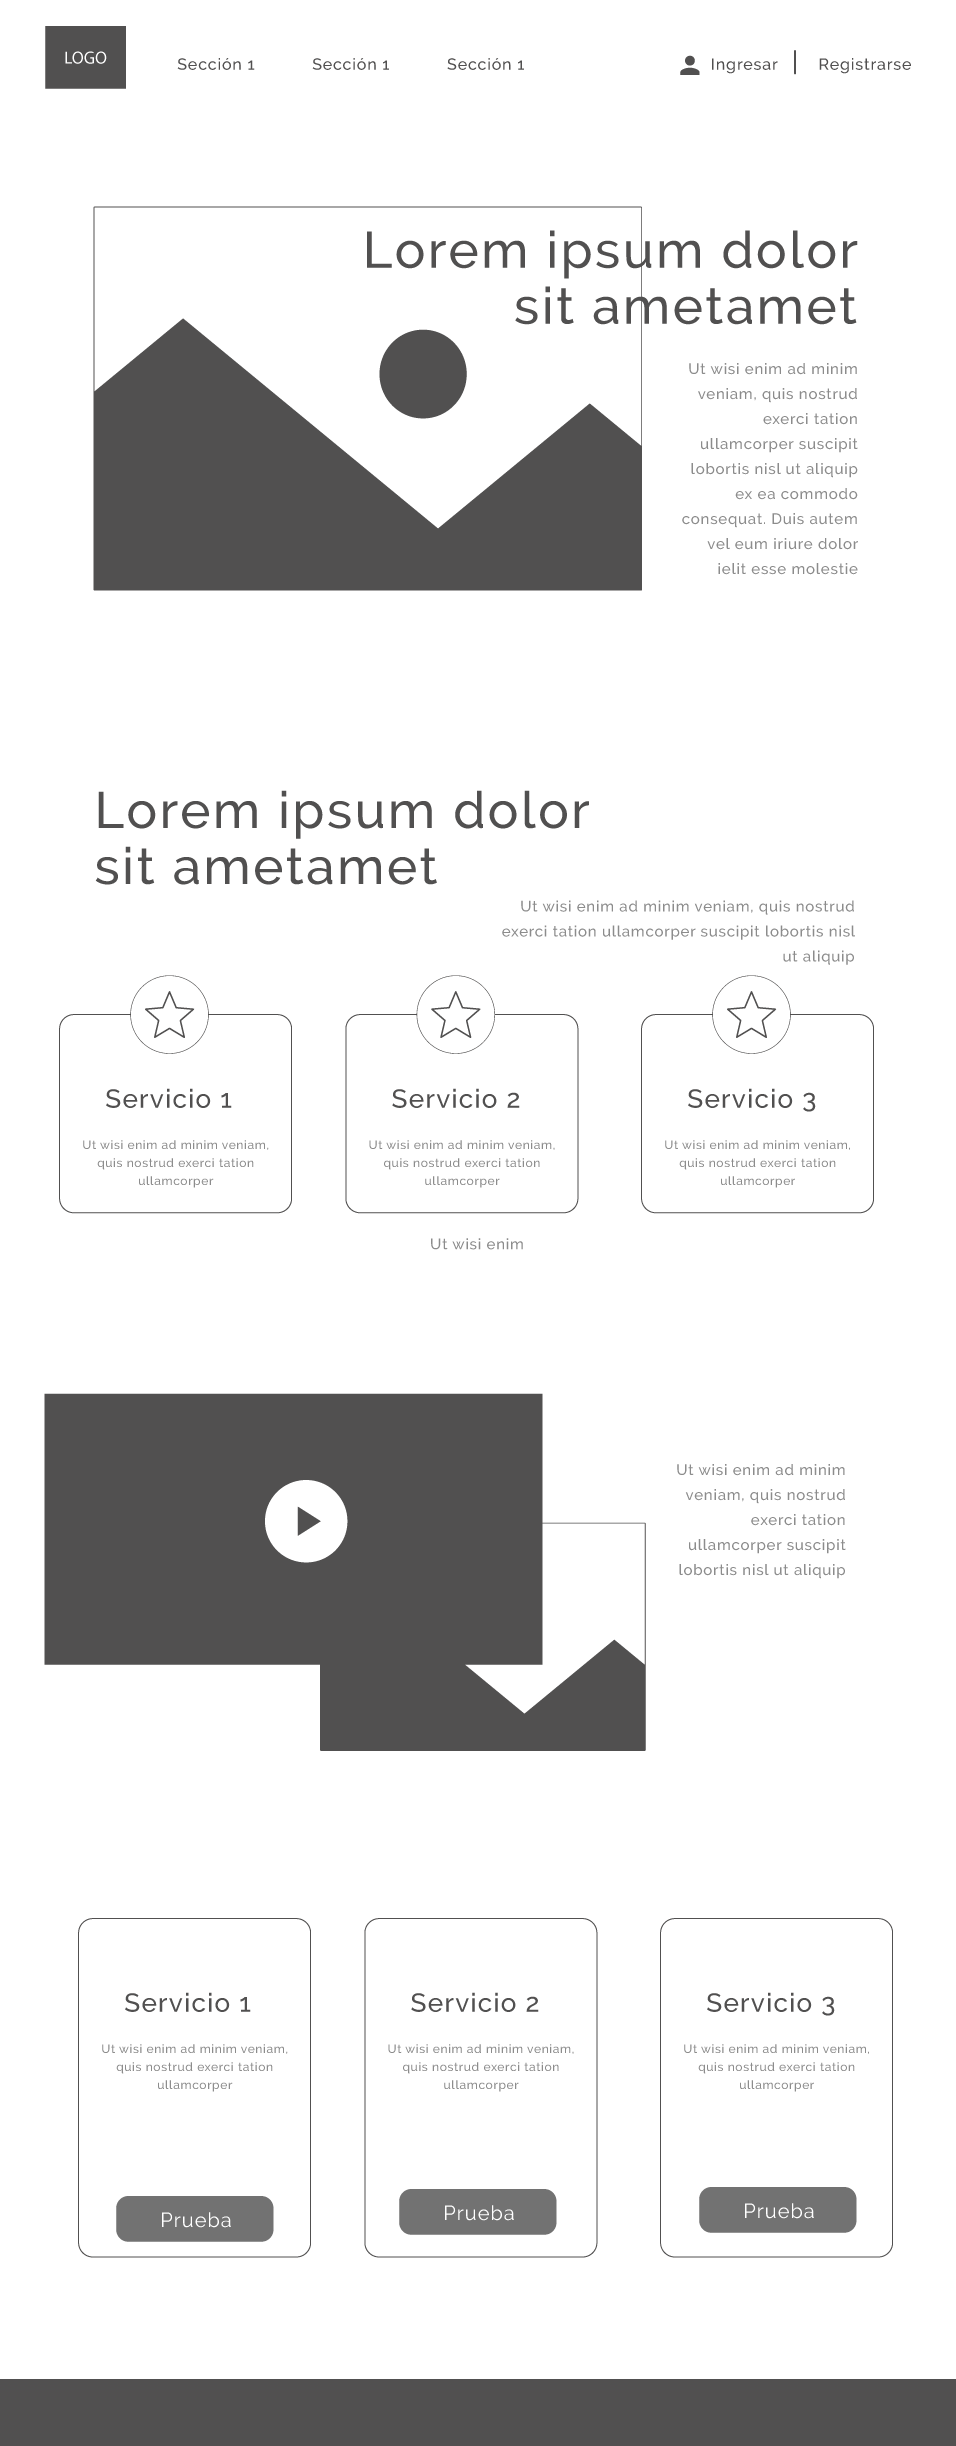 LOGO
Sección 1
Sección 1
Sección 1
Ingresar
Registrarse
Lorem ipsum dolor
sit ametamet
Ut wisi enim ad minim
veniam, quis nostrud
exerci tation
ullamcorper suscipit
lobortis nisl ut aliquip
ex ea commodo
consequat. Duis autem
vel eum iriure dolor
ielit esse molestie
Lorem ipsum dolor
sit ametamet
Ut wisi enim ad minim veniam, quis nostrud
exerci tation ullamcorper suscipit lobortis nisl
ut aliquip
Servicio 1
Ut wisi enim ad minim veniam,
quis nostrud exerci tation
ullamcorper
Servicio 2
Ut wisi enim ad minim veniam,
quis nostrud exerci tation
ullamcorper
Servicio 3
Ut wisi enim ad minim veniam,
quis nostrud exerci tation
ullamcorper
Ut wisi enim
Ut wisi enim ad minim
veniam, quis nostrud
exerci tation
ullamcorper suscipit
lobortis nisl ut aliquip
Servicio 1
Ut wisi enim ad minim veniam,
quis nostrud exerci tation
ullamcorper
Prueba
Servicio 2
Ut wisi enim ad minim veniam,
quis nostrud exerci tation
ullamcorper
Prueba
Servicio 3
Ut wisi enim ad minim veniam,
quis nostrud exerci tation
ullamcorper
Prueba